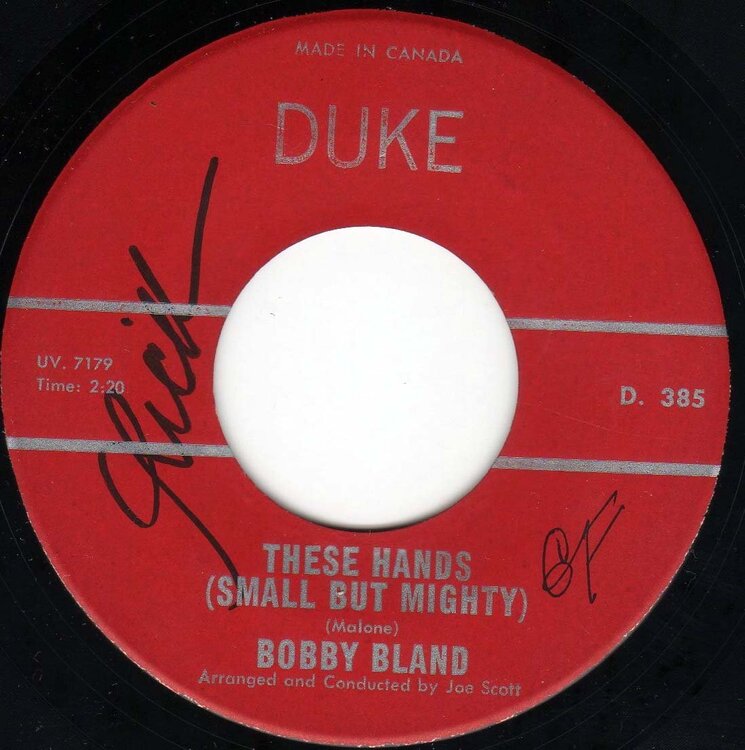 MADE IN CANADA
DUKE
Rick
UV. 7179
Time: 2:20
D. 385
THESE HANDS
(SMALL BUT MIGHTY)
(Malone)
BOBBY BLAND
Arranged and Conducted by Joe Scott